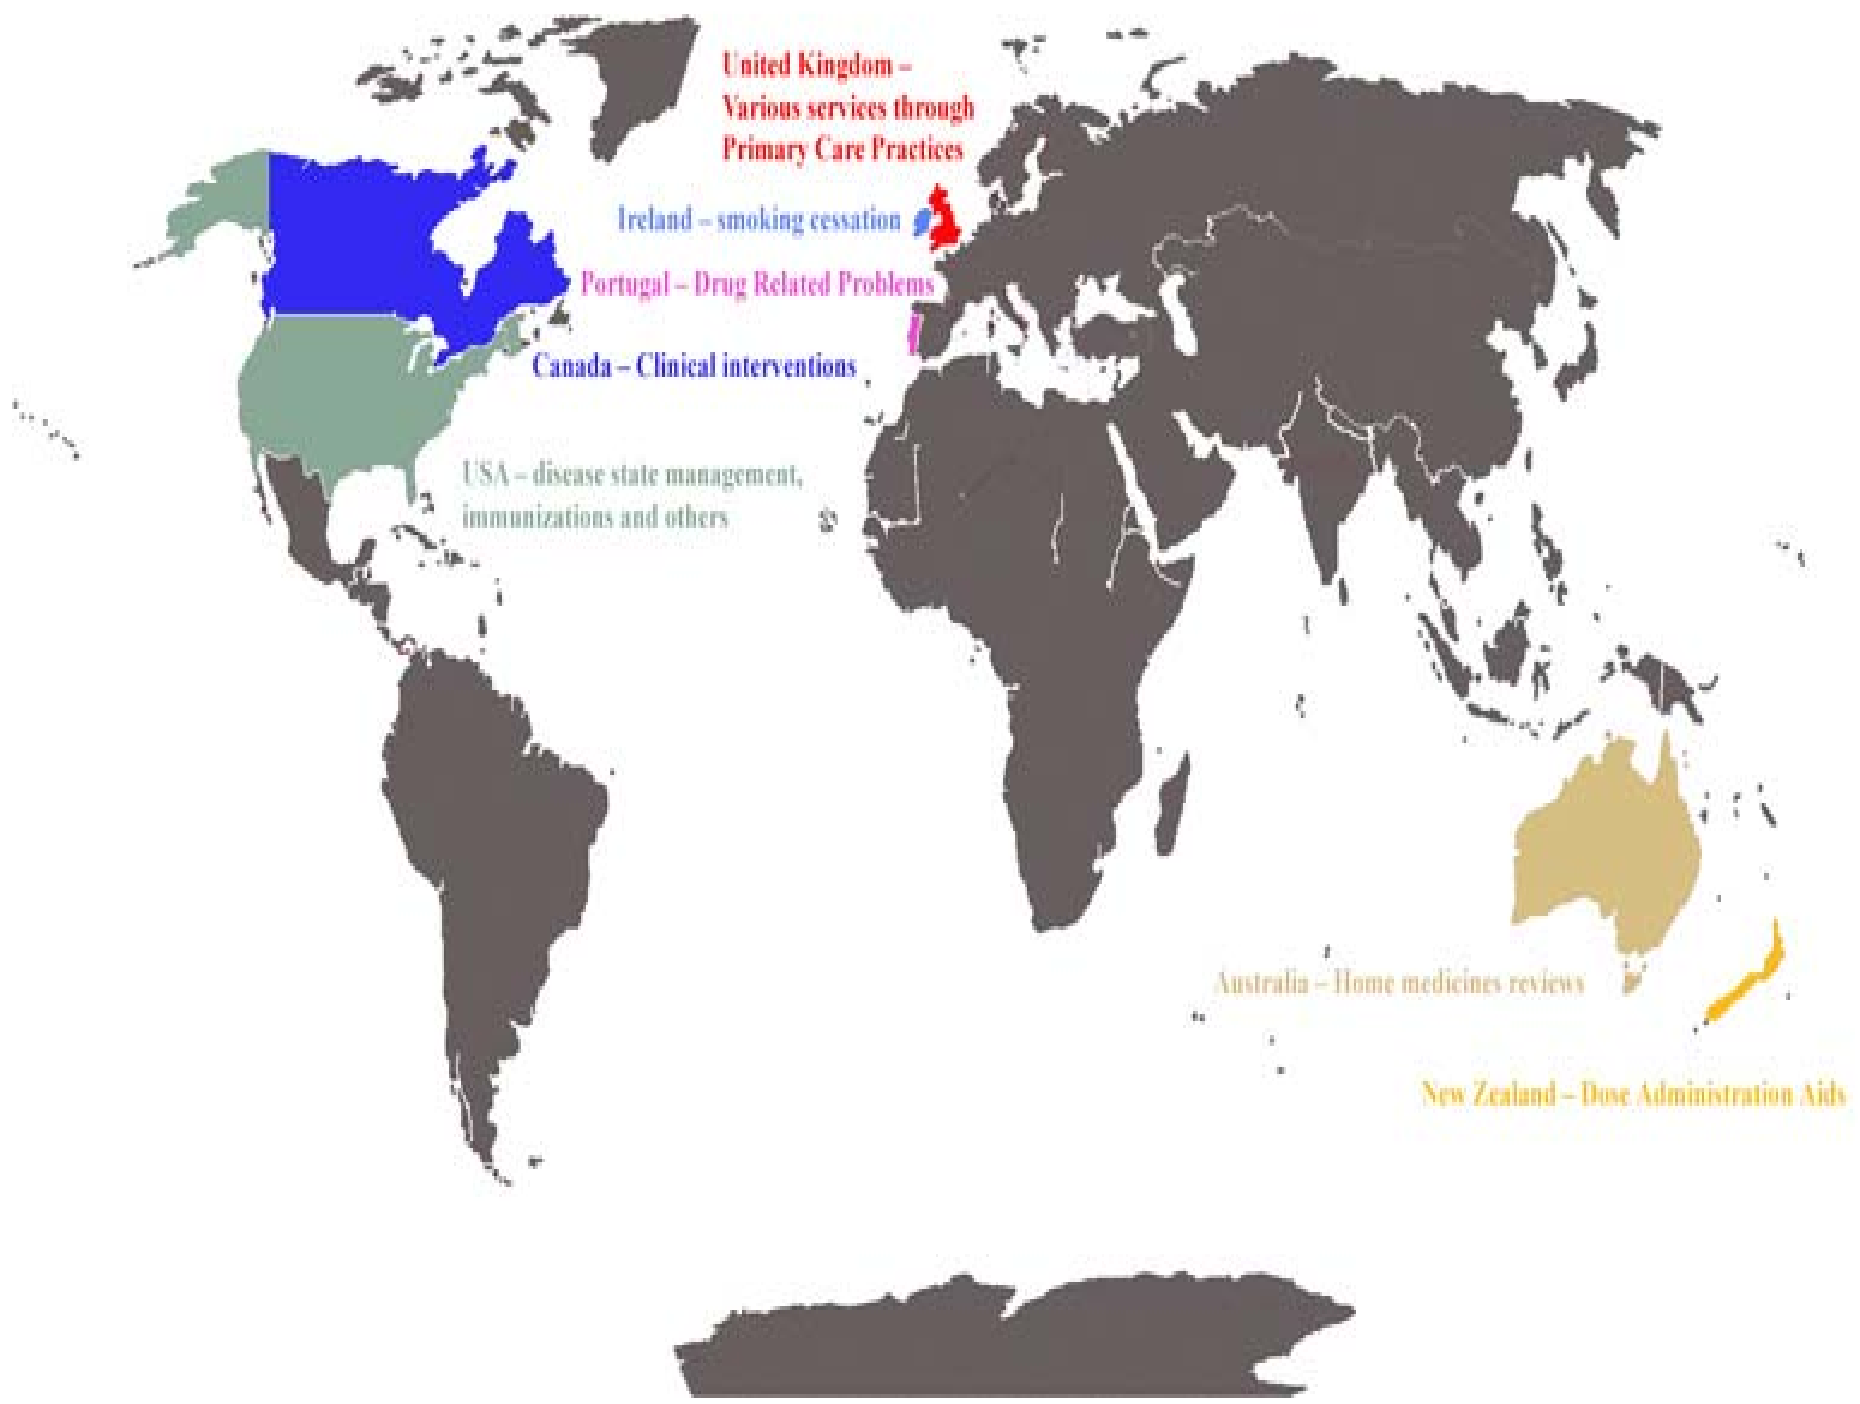 United Kingdom –
Various services through
Primary Care Practices
Ireland – smoking cessation
Portugal – Drug Related Problems
Canada – Clinical interventions
USA – disease state management,
immunizations and others
Australia – Home medicines reviews
New Zealand – Dose Administration Aids